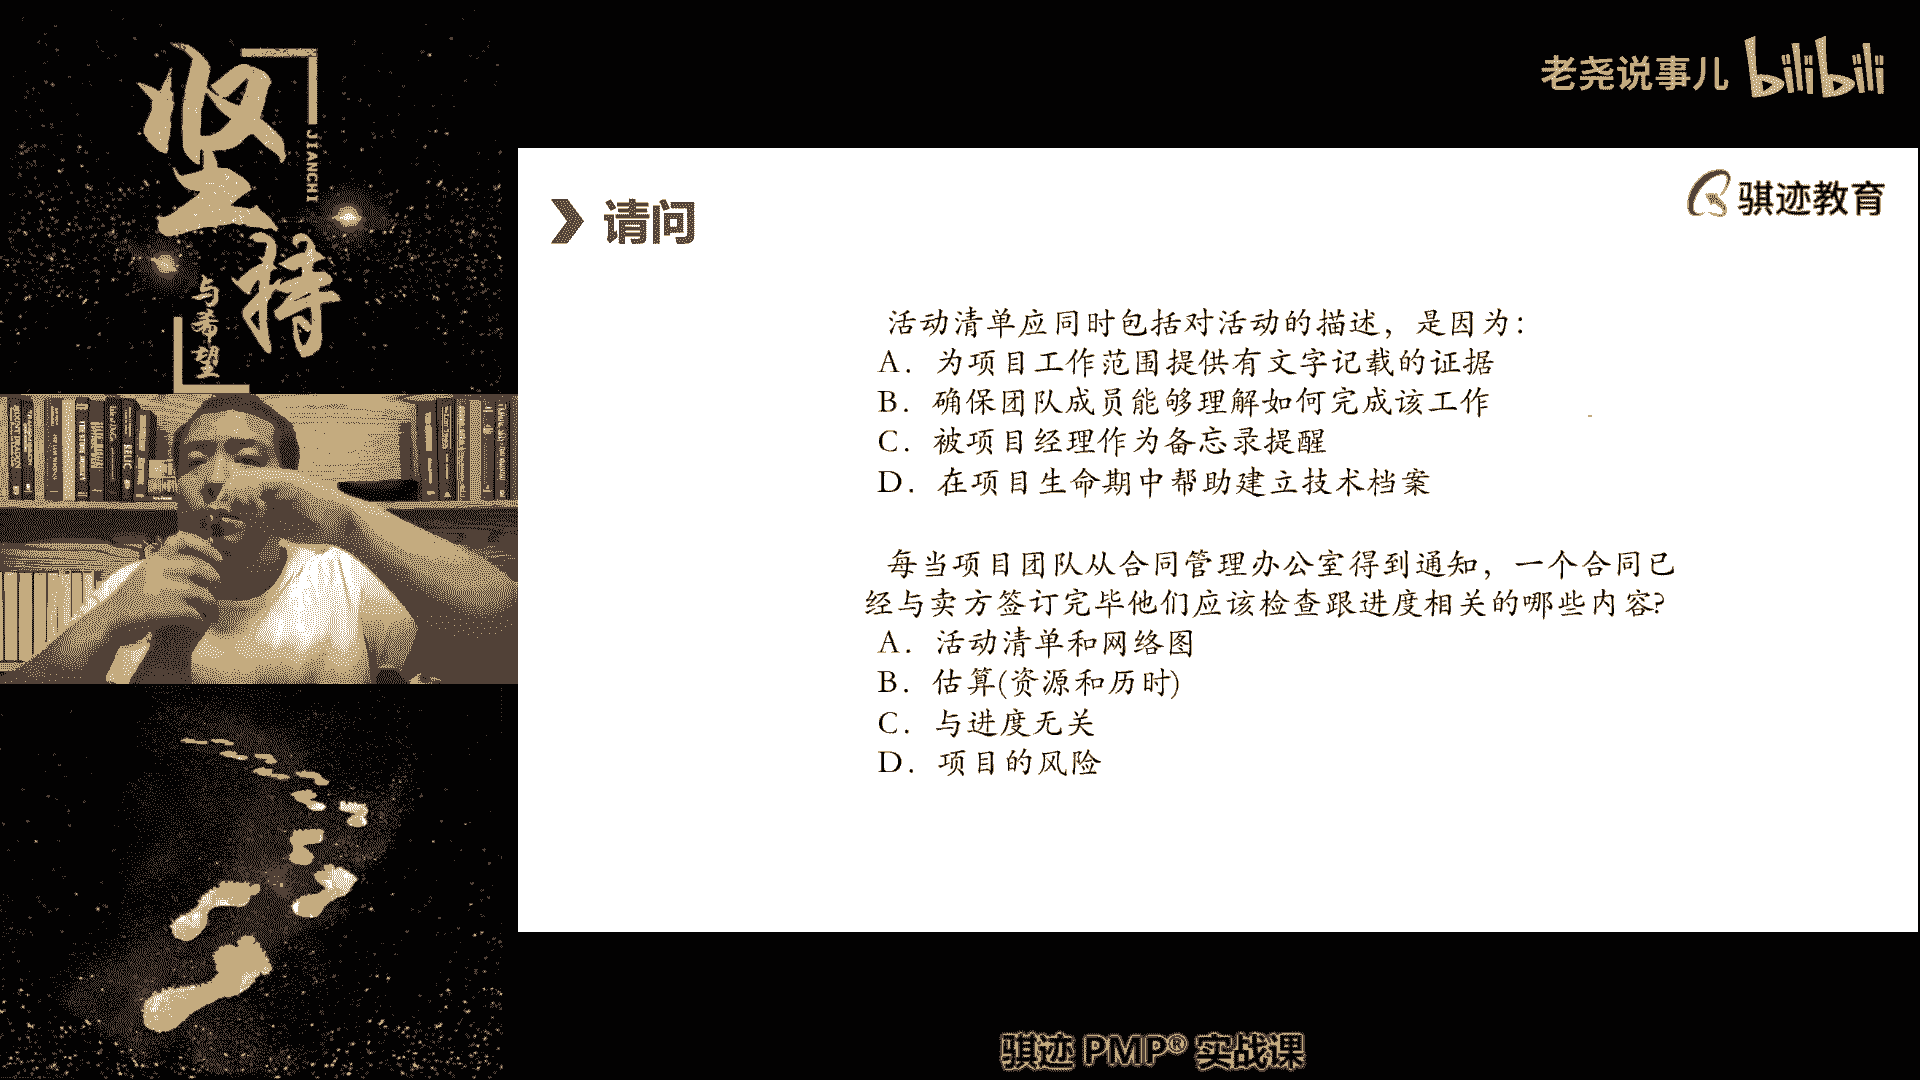 坚持
JIANCHI
与希望
老尧说事儿 bilibili
骐迹教育
请问
活动清单应同时包括对活动的描述，是因为：
A. 为项目工作范围提供有文字记载的证据
B. 确保团队成员能够理解如何完成该工作
C. 被项目经理作为备忘录提醒
D. 在项目生命期中帮助建立技术档案
每当项目团队从合同管理办公室得到通知，一个合同已
经与卖方签订完毕他们应该检查跟进度相关的哪些内容?
A. 活动清单和网络图
B. 估算(资源和历时)
C. 与进度无关
D. 项目的风险
骐迹 PMP® 实战课